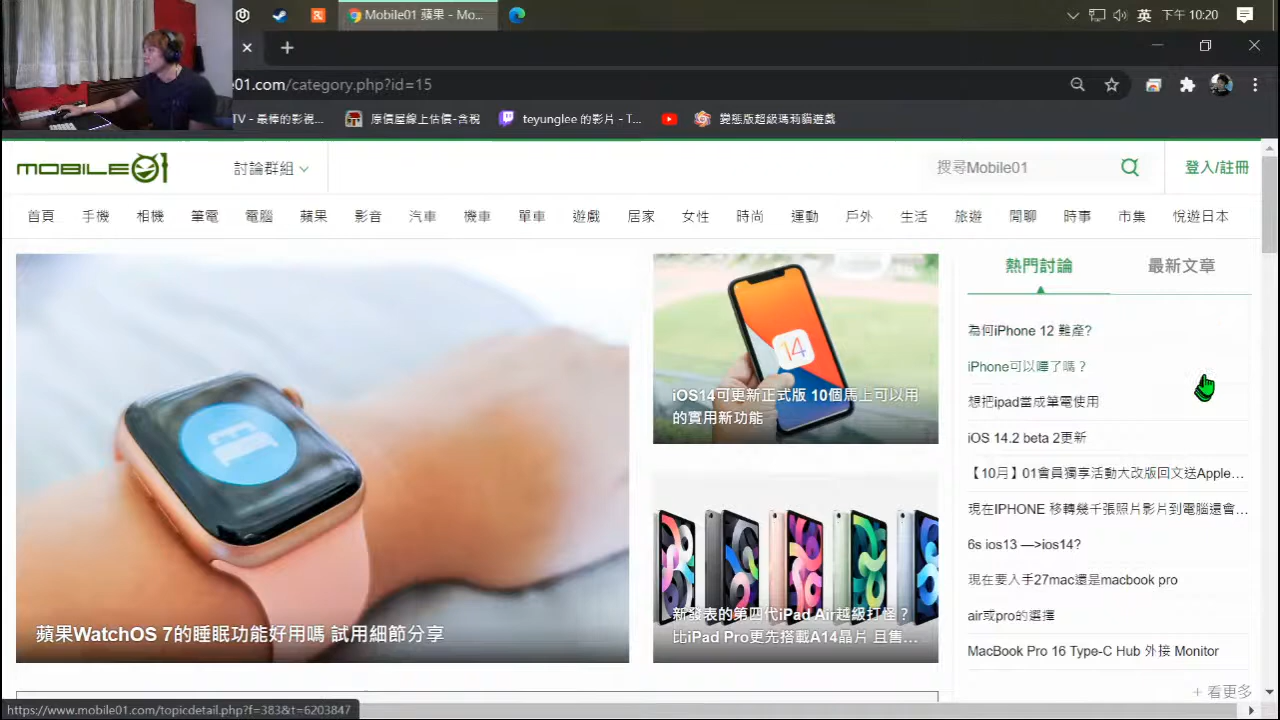 Mobile01 蘋果 - Mo...
英
下午 10:20
01.com/category.php?id=15
TV - 最棒的影視...
原價屋線上估價-含稅
teyunglee 的影片 - T...
變態版超級瑪莉貓遊戲
MOBILE01
討論群組
搜尋Mobile01
登入/註冊
首頁
手機
相機
筆電
電腦
蘋果
影音
汽車
機車
單車
遊戲
居家
女性
時尚
運動
戶外
生活
旅遊
閒聊
時事
市集
悅遊日本
熱門討論
最新文章
14
iOS14可更新正式版 10個馬上可以用
的實用新功能
新發表的第四代iPad Air越級打怪？
比iPad Pro更先搭載A14晶片 且售...
蘋果WatchOS 7的睡眠功能好用嗎 試用細節分享
為何iPhone 12 難產?
iPhone可以嗶了嗎？
想把ipad當成筆電使用
iOS 14.2 beta 2更新
【10月】01會員獨享活動大改版回文送Apple...
現在IPHONE 移轉幾千張照片影片到電腦還會...
6s ios13 —>ios14?
現在要入手27mac還是macbook pro
air或pro的選擇
MacBook Pro 16 Type-C Hub 外接 Monitor
+ 看更多
https://www.mobile01.com/topicdetail.php?f=383&t=6203847